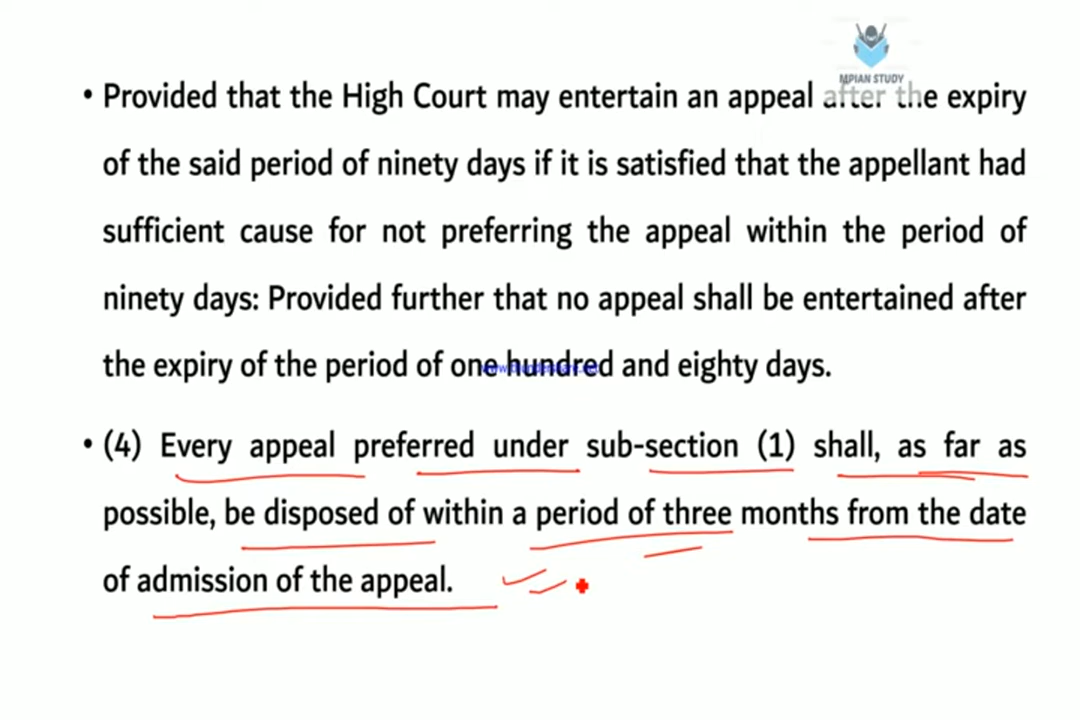 MPIAN STUDY
• Provided that the High Court may entertain an appeal after the expiry
of the said period of ninety days if it is satisfied that the appellant had
sufficient cause for not preferring the appeal within the period of
ninety days: Provided further that no appeal shall be entertained after
the expiry of the period of one hundred and eighty days.
• (4) Every appeal preferred under sub-section (1) shall, as far as
possible, be disposed of within a period of three months from the date
of admission of the appeal.